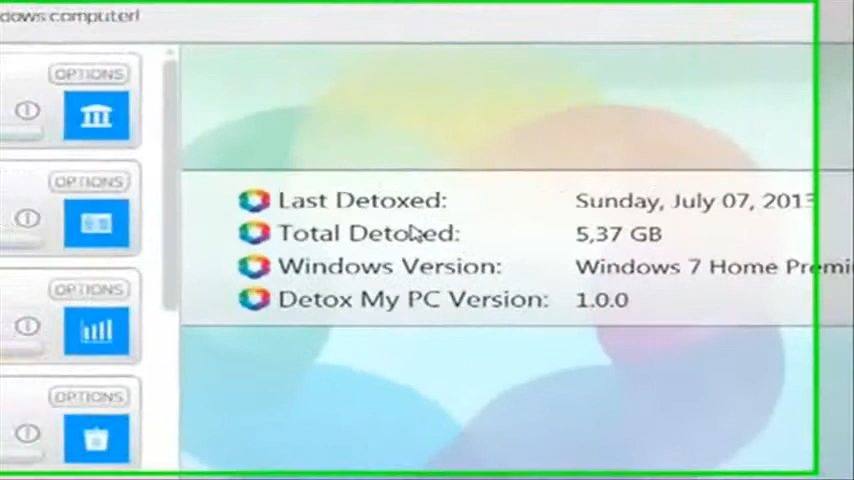 dows computer!
OPTIONS
OPTIONS
OPTIONS
OPTIONS
Last Detoxed: Sunday, July 07, 2013
Total Detoxed: 5,37 GB
Windows Version: Windows 7 Home Premi
Detox My PC Version: 1.0.0